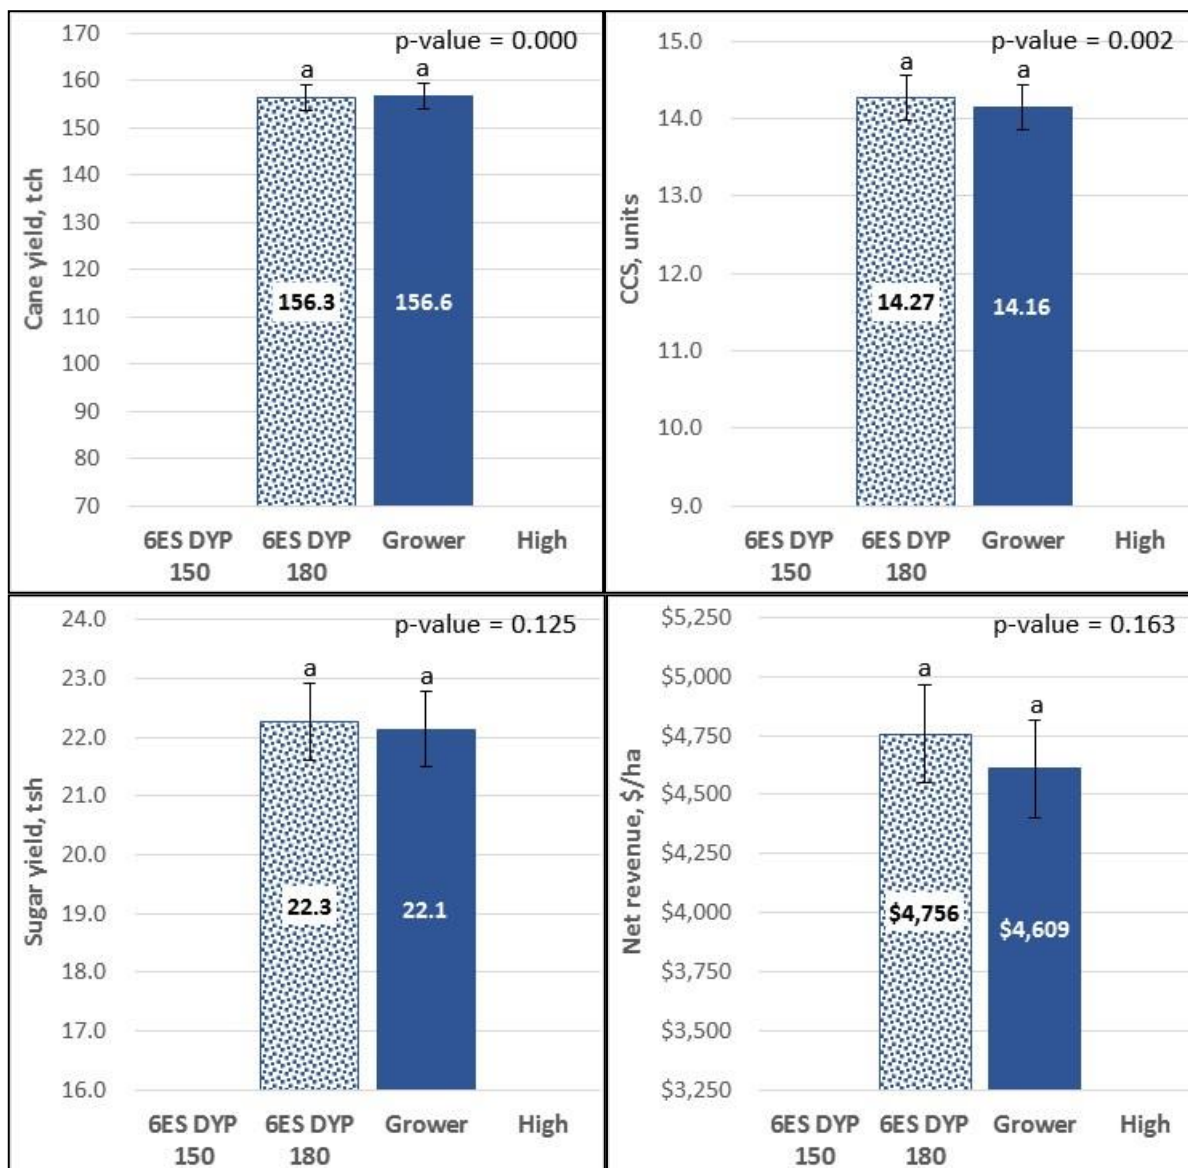 p-value = 0.000
Cane yield, tch
170
160
150
140
130
120
110
100
90
80
70
a
a
156.3
156.6
6ES DYP
150
6ES DYP
180
Grower
High
p-value = 0.002
CCS, units
15.0
14.0
13.0
12.0
11.0
10.0
9.0
a
a
14.27
14.16
6ES DYP
150
6ES DYP
180
Grower
High
p-value = 0.125
Sugar yield, tsh
24.0
23.0
22.0
21.0
20.0
19.0
18.0
17.0
16.0
a
a
22.3
22.1
6ES DYP
150
6ES DYP
180
Grower
High
p-value = 0.163
Net revenue, $/ha
$5,250
$5,000
$4,750
$4,500
$4,250
$4,000
$3,750
$3,500
$3,250
a
a
$4,756
$4,609
6ES DYP
150
6ES DYP
180
Grower
High